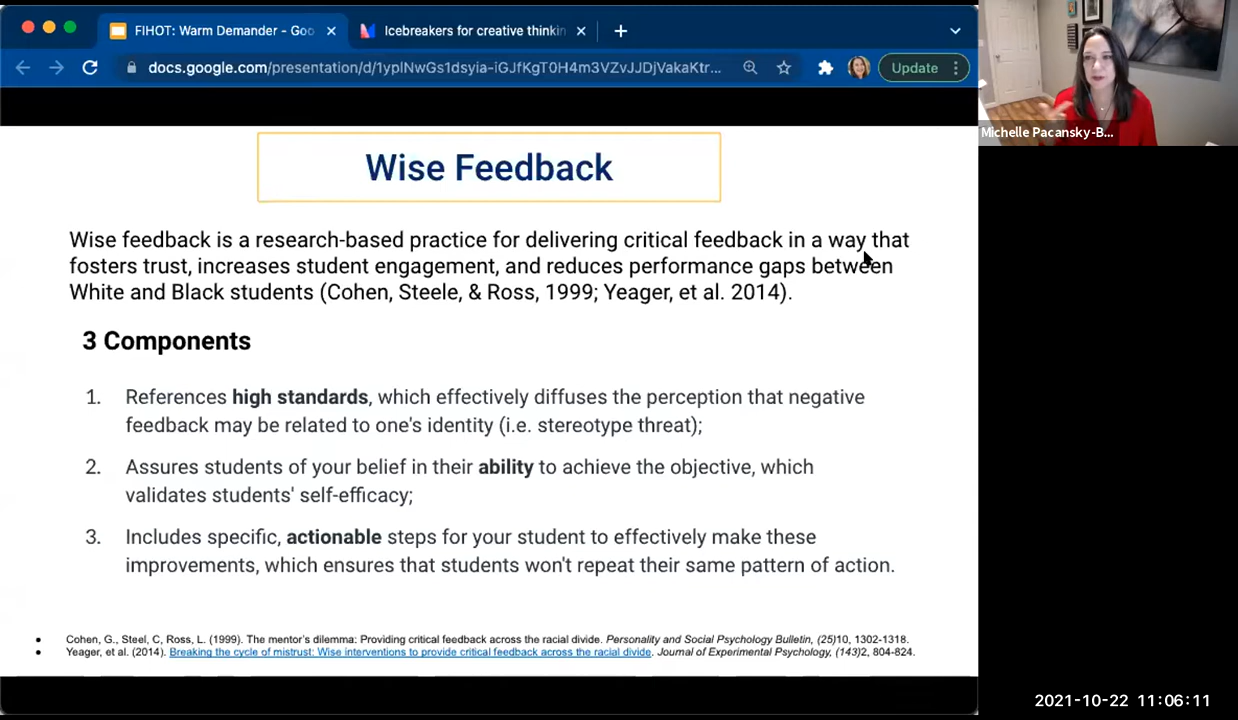 FIHOT: Warm Demander - Goo
Icebreakers for creative thinkin
docs.google.com/presentation/d/1yplNwGs1dsyia-iGJfKgT0H4m3VZvJJDjVakaKtr...
Update
Michelle Pacansky-B...
Wise Feedback
Wise feedback is a research-based practice for delivering critical feedback in a way that
fosters trust, increases student engagement, and reduces performance gaps between
White and Black students (Cohen, Steele, & Ross, 1999; Yeager, et al. 2014).
3 Components
1. References high standards, which effectively diffuses the perception that negative
feedback may be related to one's identity (i.e. stereotype threat);
2. Assures students of your belief in their ability to achieve the objective, which
validates students' self-efficacy;
3. Includes specific, actionable steps for your student to effectively make these
improvements, which ensures that students won't repeat their same pattern of action.
• Cohen, G., Steel, C, Ross, L. (1999). The mentor's dilemma: Providing critical feedback across the racial divide. Personality and Social Psychology Bulletin, (25)10, 1302-1318.
• Yeager, et al. (2014). Breaking the cycle of mistrust: Wise interventions to provide critical feedback across the racial divide. Journal of Experimental Psychology, (143)2, 804-824.
2021-10-22 11:06:11